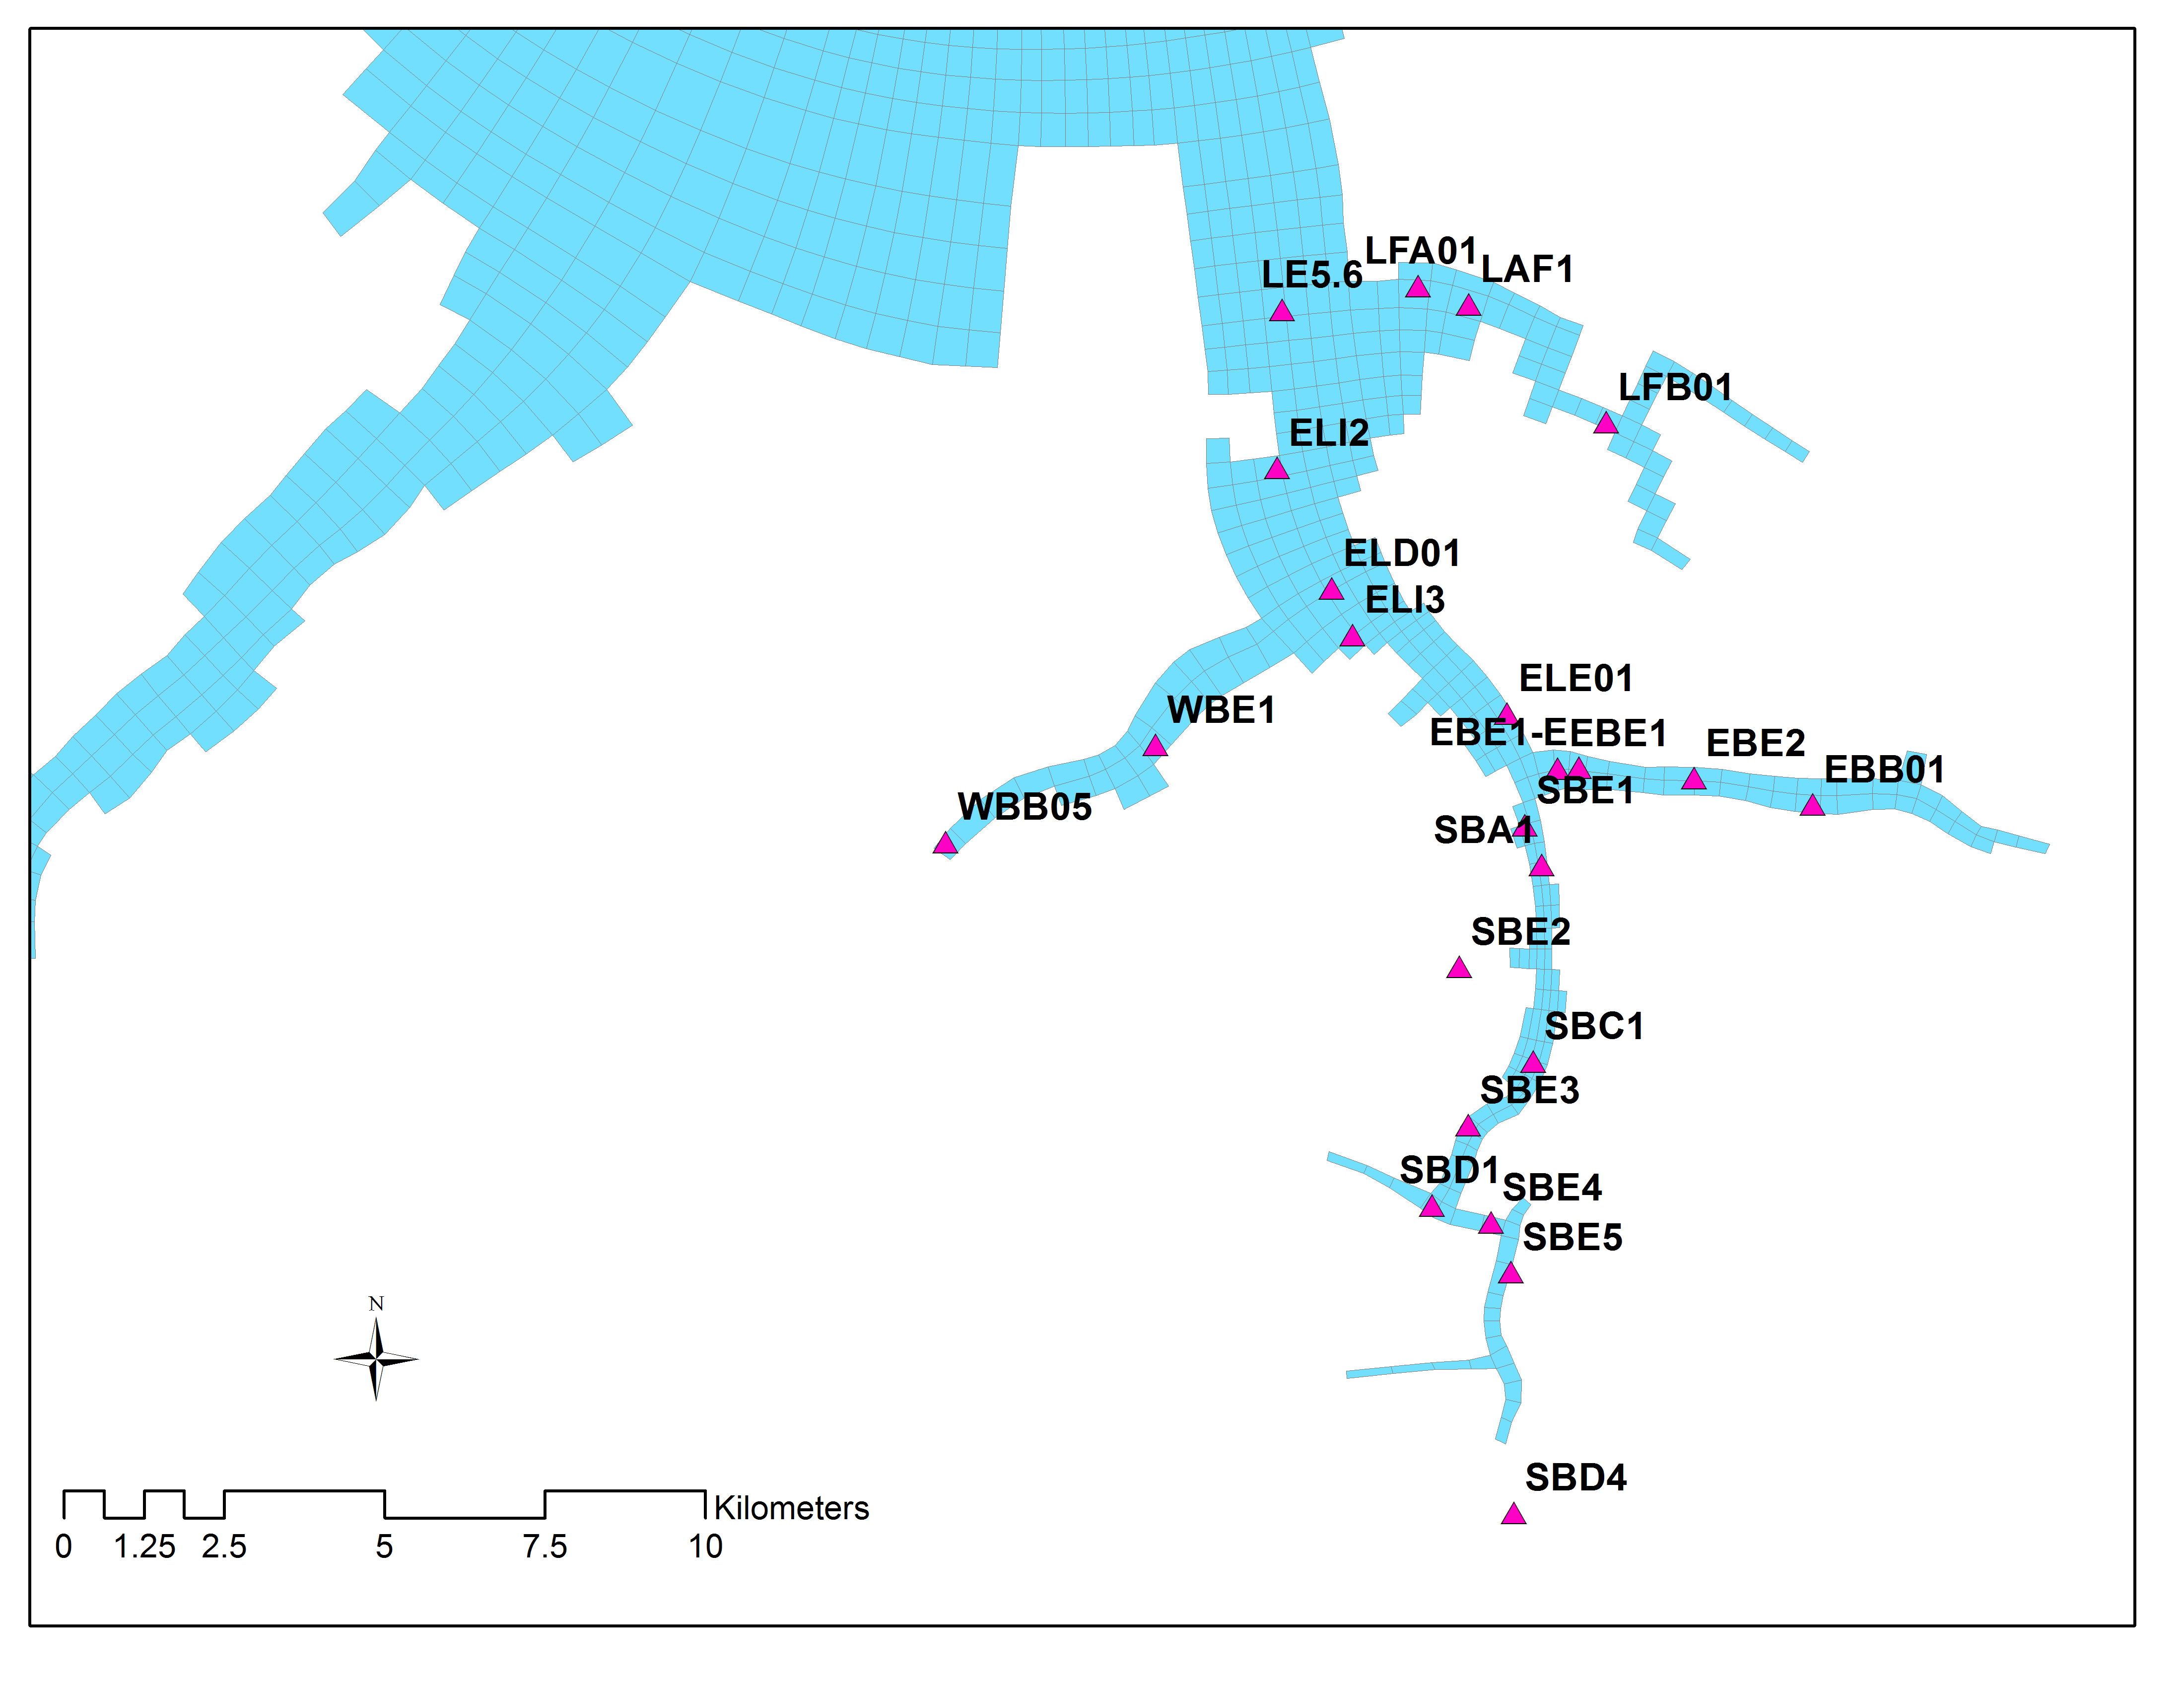 LFA01
LAF1
LE5.6
LFB01
ELI2
ELD01
ELI3
ELE01
WBE1
EBE1-EEBE1
EBE2
EBB01
SBE1
WBB05
SBA1
SBE2
SBC1
SBE3
SBD1
SBE4
SBE5
N
SBD4
Kilometers
0 1.25 2.5 5 7.5 10